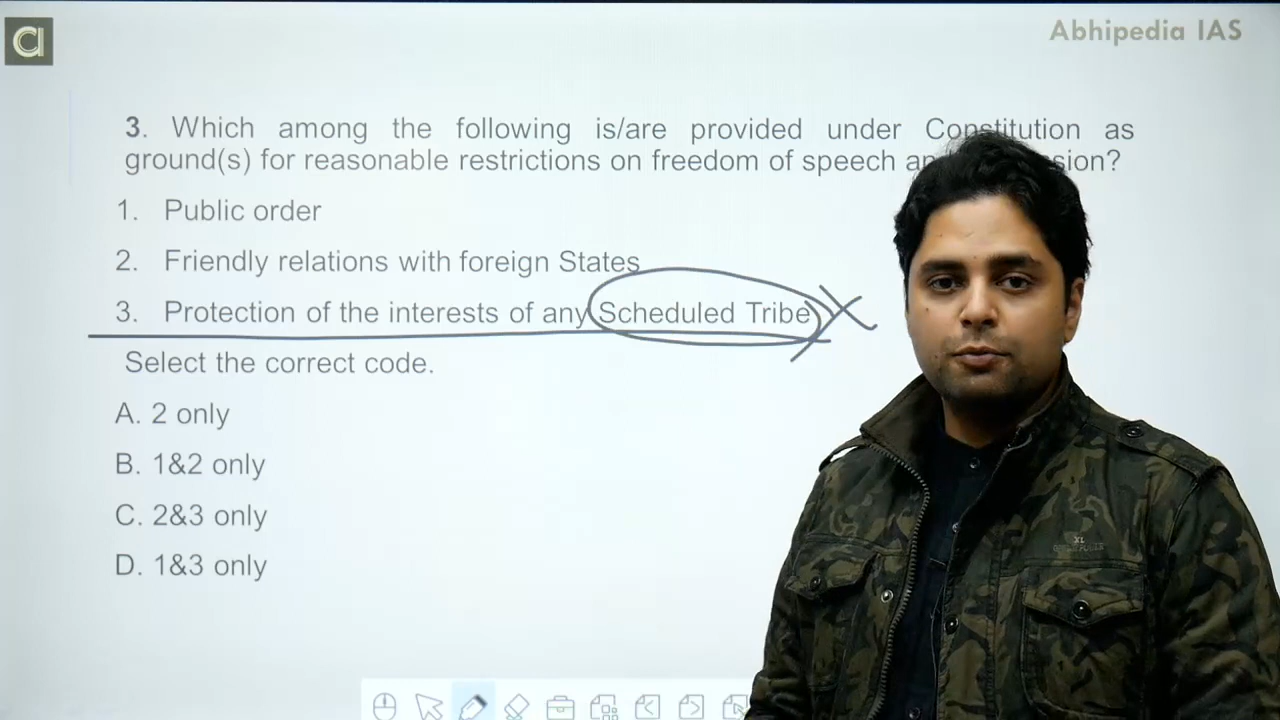 Abhipedia IAS
3. Which among the following is/are provided under Constitution as
ground(s) for reasonable restrictions on freedom of speech
1. Public order
2. Friendly relations with foreign States
3. Protection of the interests of any Scheduled Tribe
Select the correct code.
A. 2 only
B. 1&2 only
C. 2&3 only
D. 1&3 only
XL